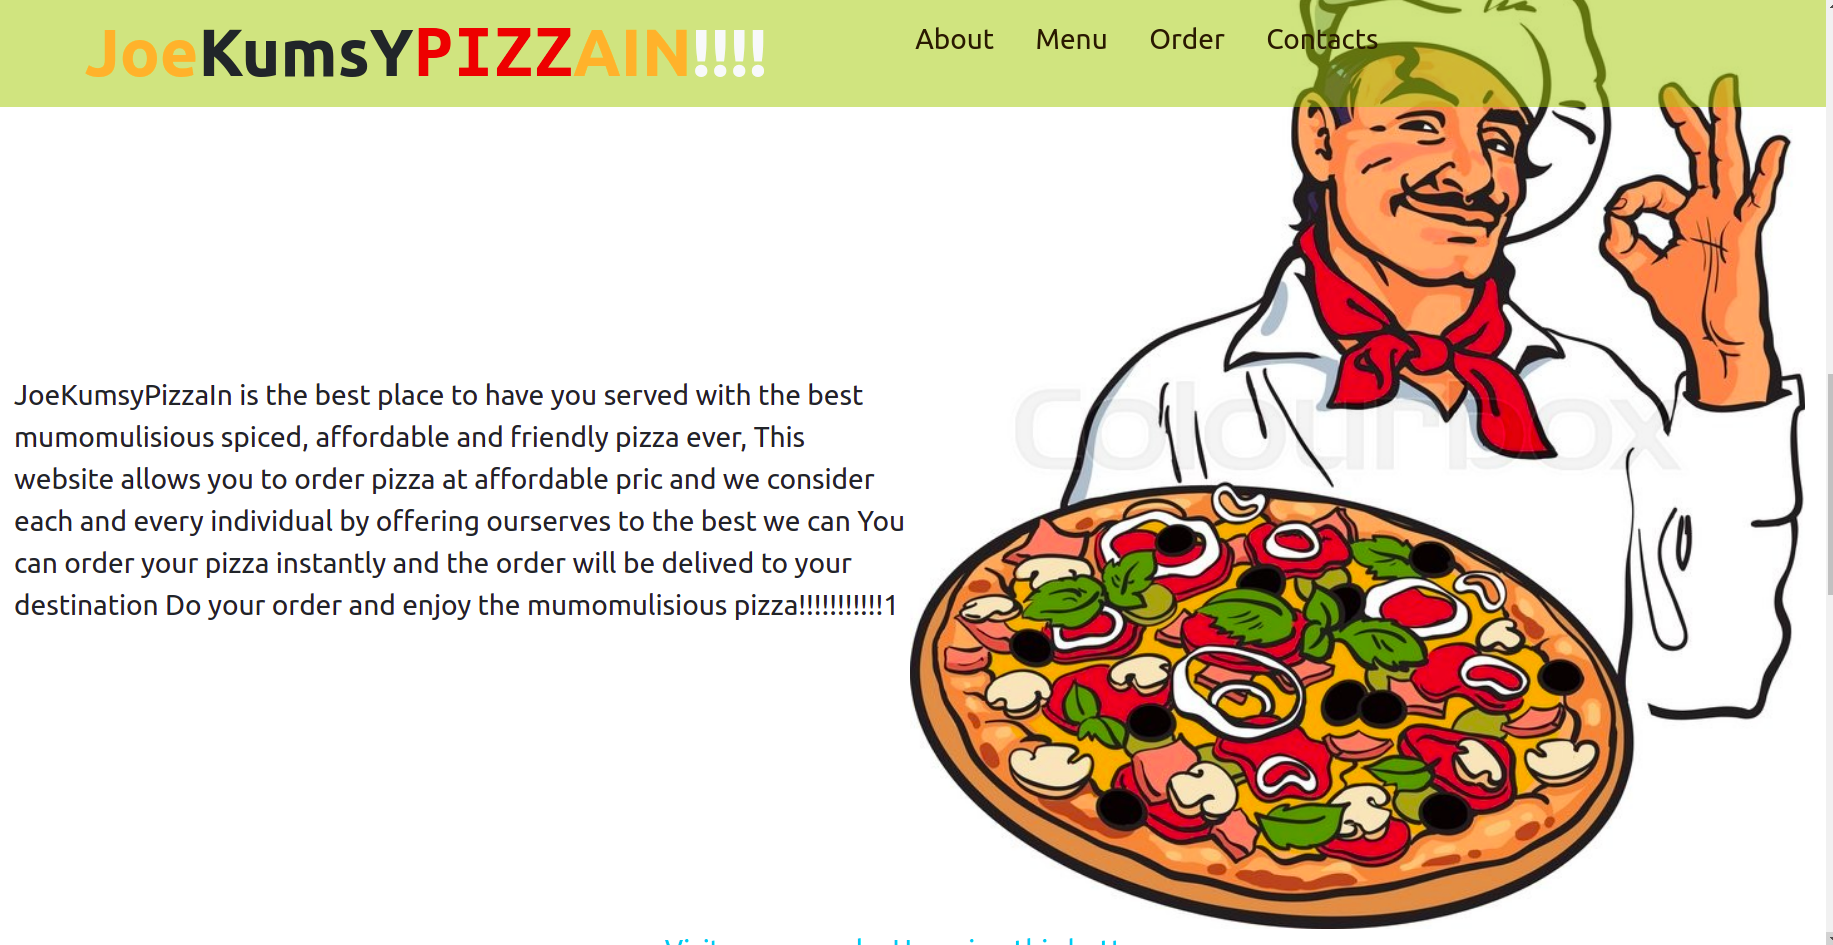 JoeKumsYPIZZAIN!!!!
About Menu Order Contacts
JoeKumsyPizzaIn is the best place to have you served with the best
mumomulisious spiced, affordable and friendly pizza ever, This
website allows you to order pizza at affordable pric and we consider
each and every individual by offering ourserves to the best we can You
can order your pizza instantly and the order will be delived to your
destination Do your order and enjoy the mumomulisious pizza!!!!!!!!!!!1
colourbox